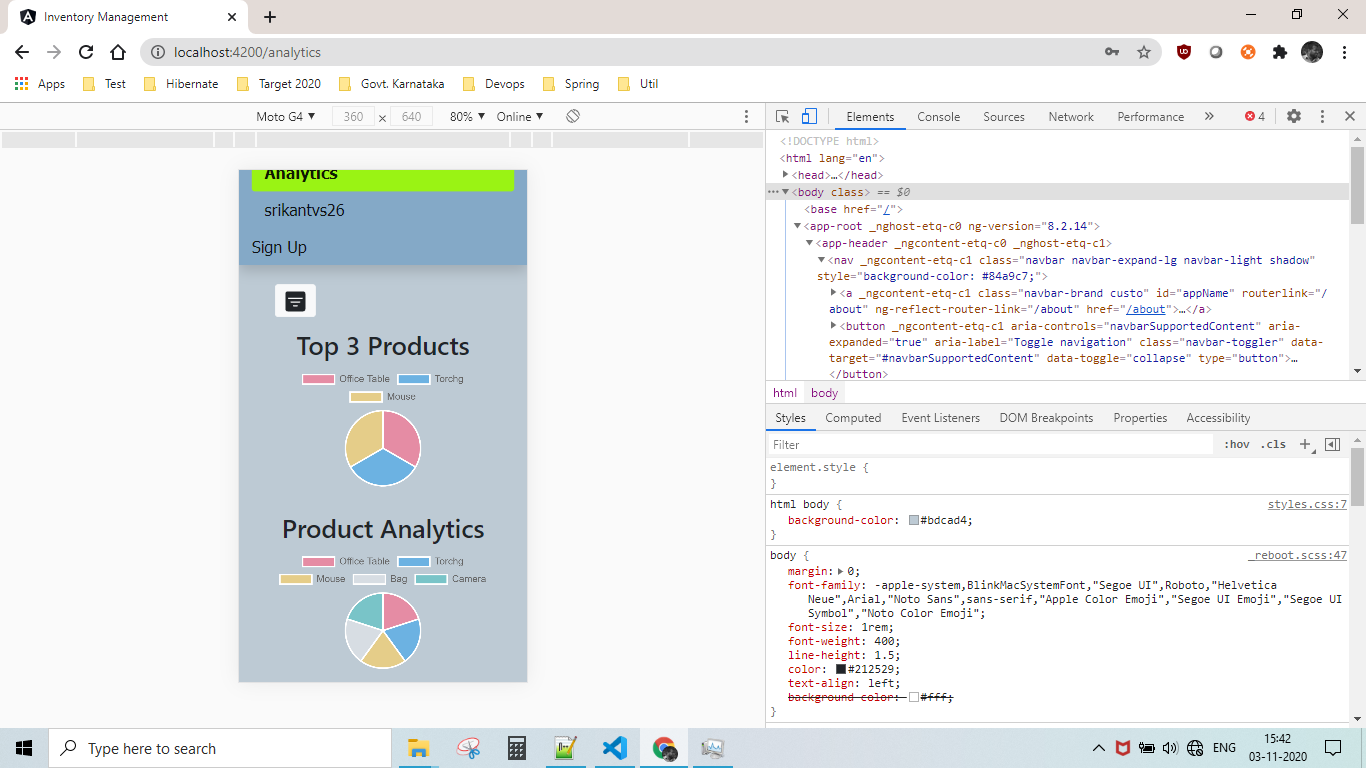 Inventory Management
localhost:4200/analytics
Apps Test Hibernate Target 2020 Govt. Karnataka Devops Spring Util
Moto G4 360 × 640 80% Online
Analytics
srikantvs26
Sign Up
Top 3 Products
Office Table Torchg
Mouse
Product Analytics
Office Table Torchg
Mouse Bag Camera
Elements Console Sources Network Performance » 4
<!DOCTYPE html>
<html lang="en">
<head>…</head>
<body class> == $0
<base href="/">
<app-root _nghost-etq-c0 ng-version="8.2.14">
<app-header _ngcontent-etq-c0 _nghost-etq-c1>
<nav _ngcontent-etq-c1 class="navbar navbar-expand-lg navbar-light shadow"
style="background-color: #84a9c7;">
<a _ngcontent-etq-c1 class="navbar-brand custo" id="appName" routerlink="/
about" ng-reflect-router-link="/about" href="/about">…</a>
<button _ngcontent-etq-c1 aria-controls="navbarSupportedContent" aria-
expanded="true" aria-label="Toggle navigation" class="navbar-toggler" data-
target="#navbarSupportedContent" data-toggle="collapse" type="button">…
</button>
html body
Styles Computed Event Listeners DOM Breakpoints Properties Accessibility
Filter :hov .cls +
element.style {
}
html body { styles.css:7
background-color: #bdcad4;
}
body { _reboot.scss:47
margin: 0;
font-family: -apple-system,BlinkMacSystemFont,"Segoe UI",Roboto,"Helvetica
Neue",Arial,"Noto Sans",sans-serif,"Apple Color Emoji","Segoe UI Emoji","Segoe UI
Symbol","Noto Color Emoji";
font-size: 1rem;
font-weight: 400;
line-height: 1.5;
color: #212529;
text-align: left;
background-color: #fff;
}
Type here to search
ENG
15:42
03-11-2020